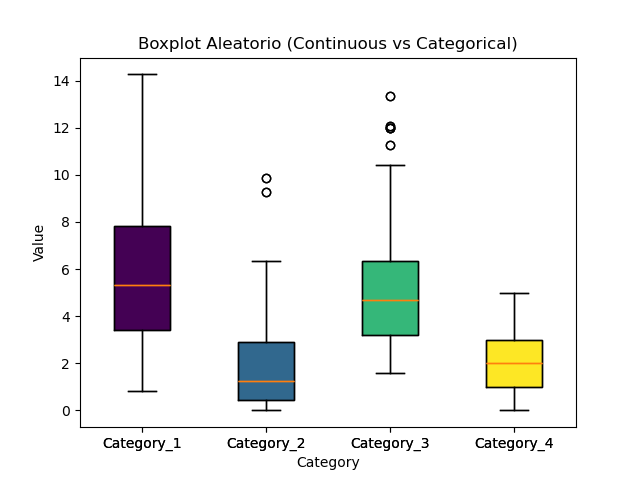 Boxplot Aleatorio (Continuous vs Categorical)
14
12
10
8
6
4
2
0
Value
Category_1 Category_2 Category_3 Category_4
Category